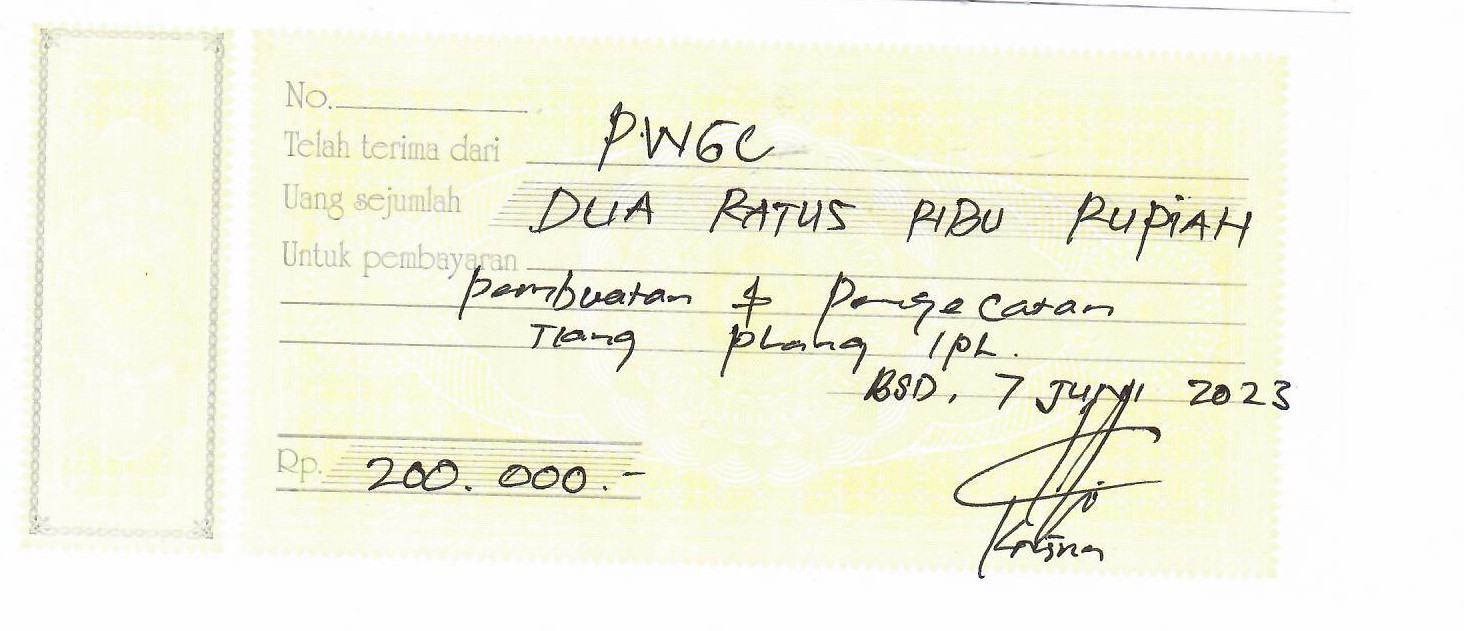 No.
Telah terima dari PWGC
Uang sejumlah DUA RATUS RIBU RUPIAH
Untuk pembayaran
pembuatan & pengecatan
Tiang plang IPL.
BSD, 7 JUNI 2023
Rp. 200.000.-
Krisna